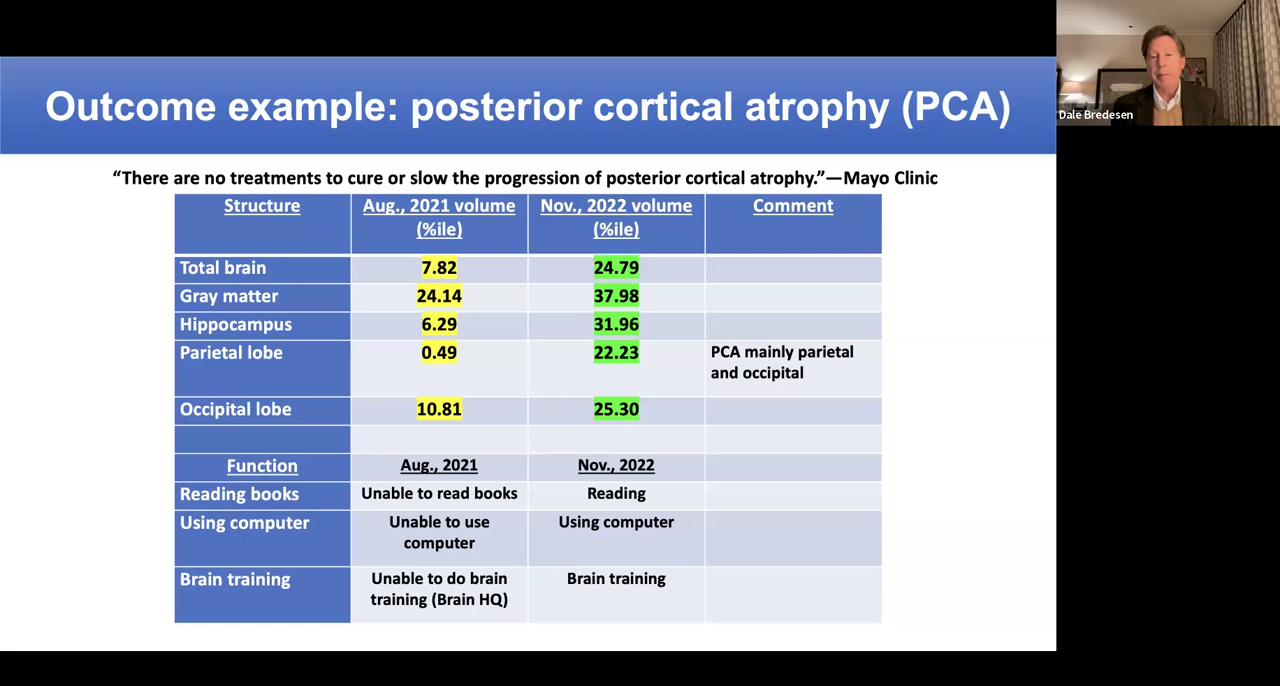 Outcome example: posterior cortical atrophy (PCA)
Dale Bredesen
“There are no treatments to cure or slow the progression of posterior cortical atrophy.”—Mayo Clinic
Structure Aug., 2021 volume Nov., 2022 volume Comment
(%ile) (%ile)
Total brain 7.82 24.79
Gray matter 24.14 37.98
Hippocampus 6.29 31.96
Parietal lobe 0.49 22.23 PCA mainly parietal
and occipital
Occipital lobe 10.81 25.30
Function Aug., 2021 Nov., 2022
Reading books Unable to read books Reading
Using computer Unable to use Using computer
computer
Brain training Unable to do brain Brain training
training (Brain HQ)